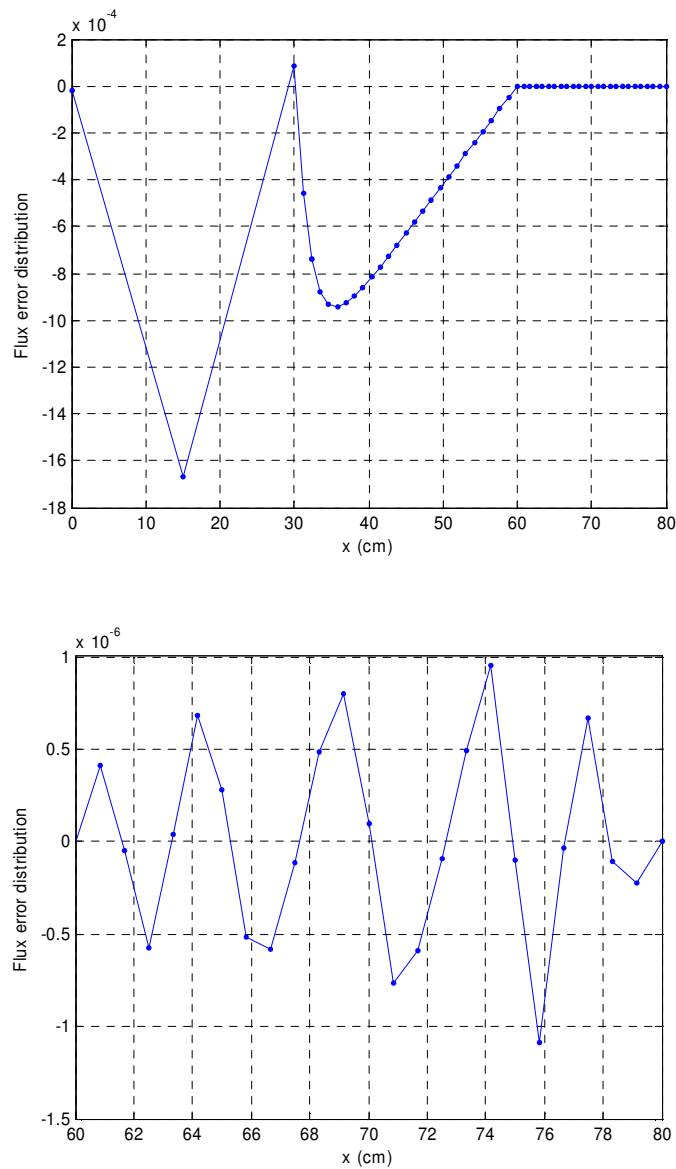 x 10^-4
2
0
-2
-4
-6
-8
-10
-12
-14
-16
-18
0 10 20 30 40 50 60 70 80
x (cm)
Flux error distribution
x 10^-6
1
0.5
0
-0.5
-1
-1.5
60 62 64 66 68 70 72 74 76 78 80
x (cm)
Flux error distribution